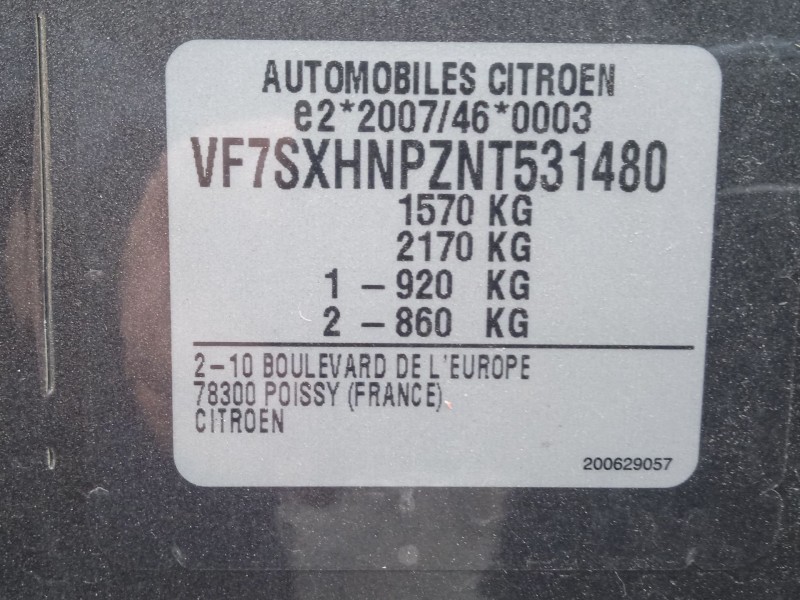 AUTOMOBILES CITROEN
e2*2007/46*0003
VF7SXHNPZNT531480
1570 KG
2170 KG
1 - 920 KG
2 - 860 KG
2-10 BOULEVARD DE L'EUROPE
78300 POISSY (FRANCE)
CITROEN
200629057